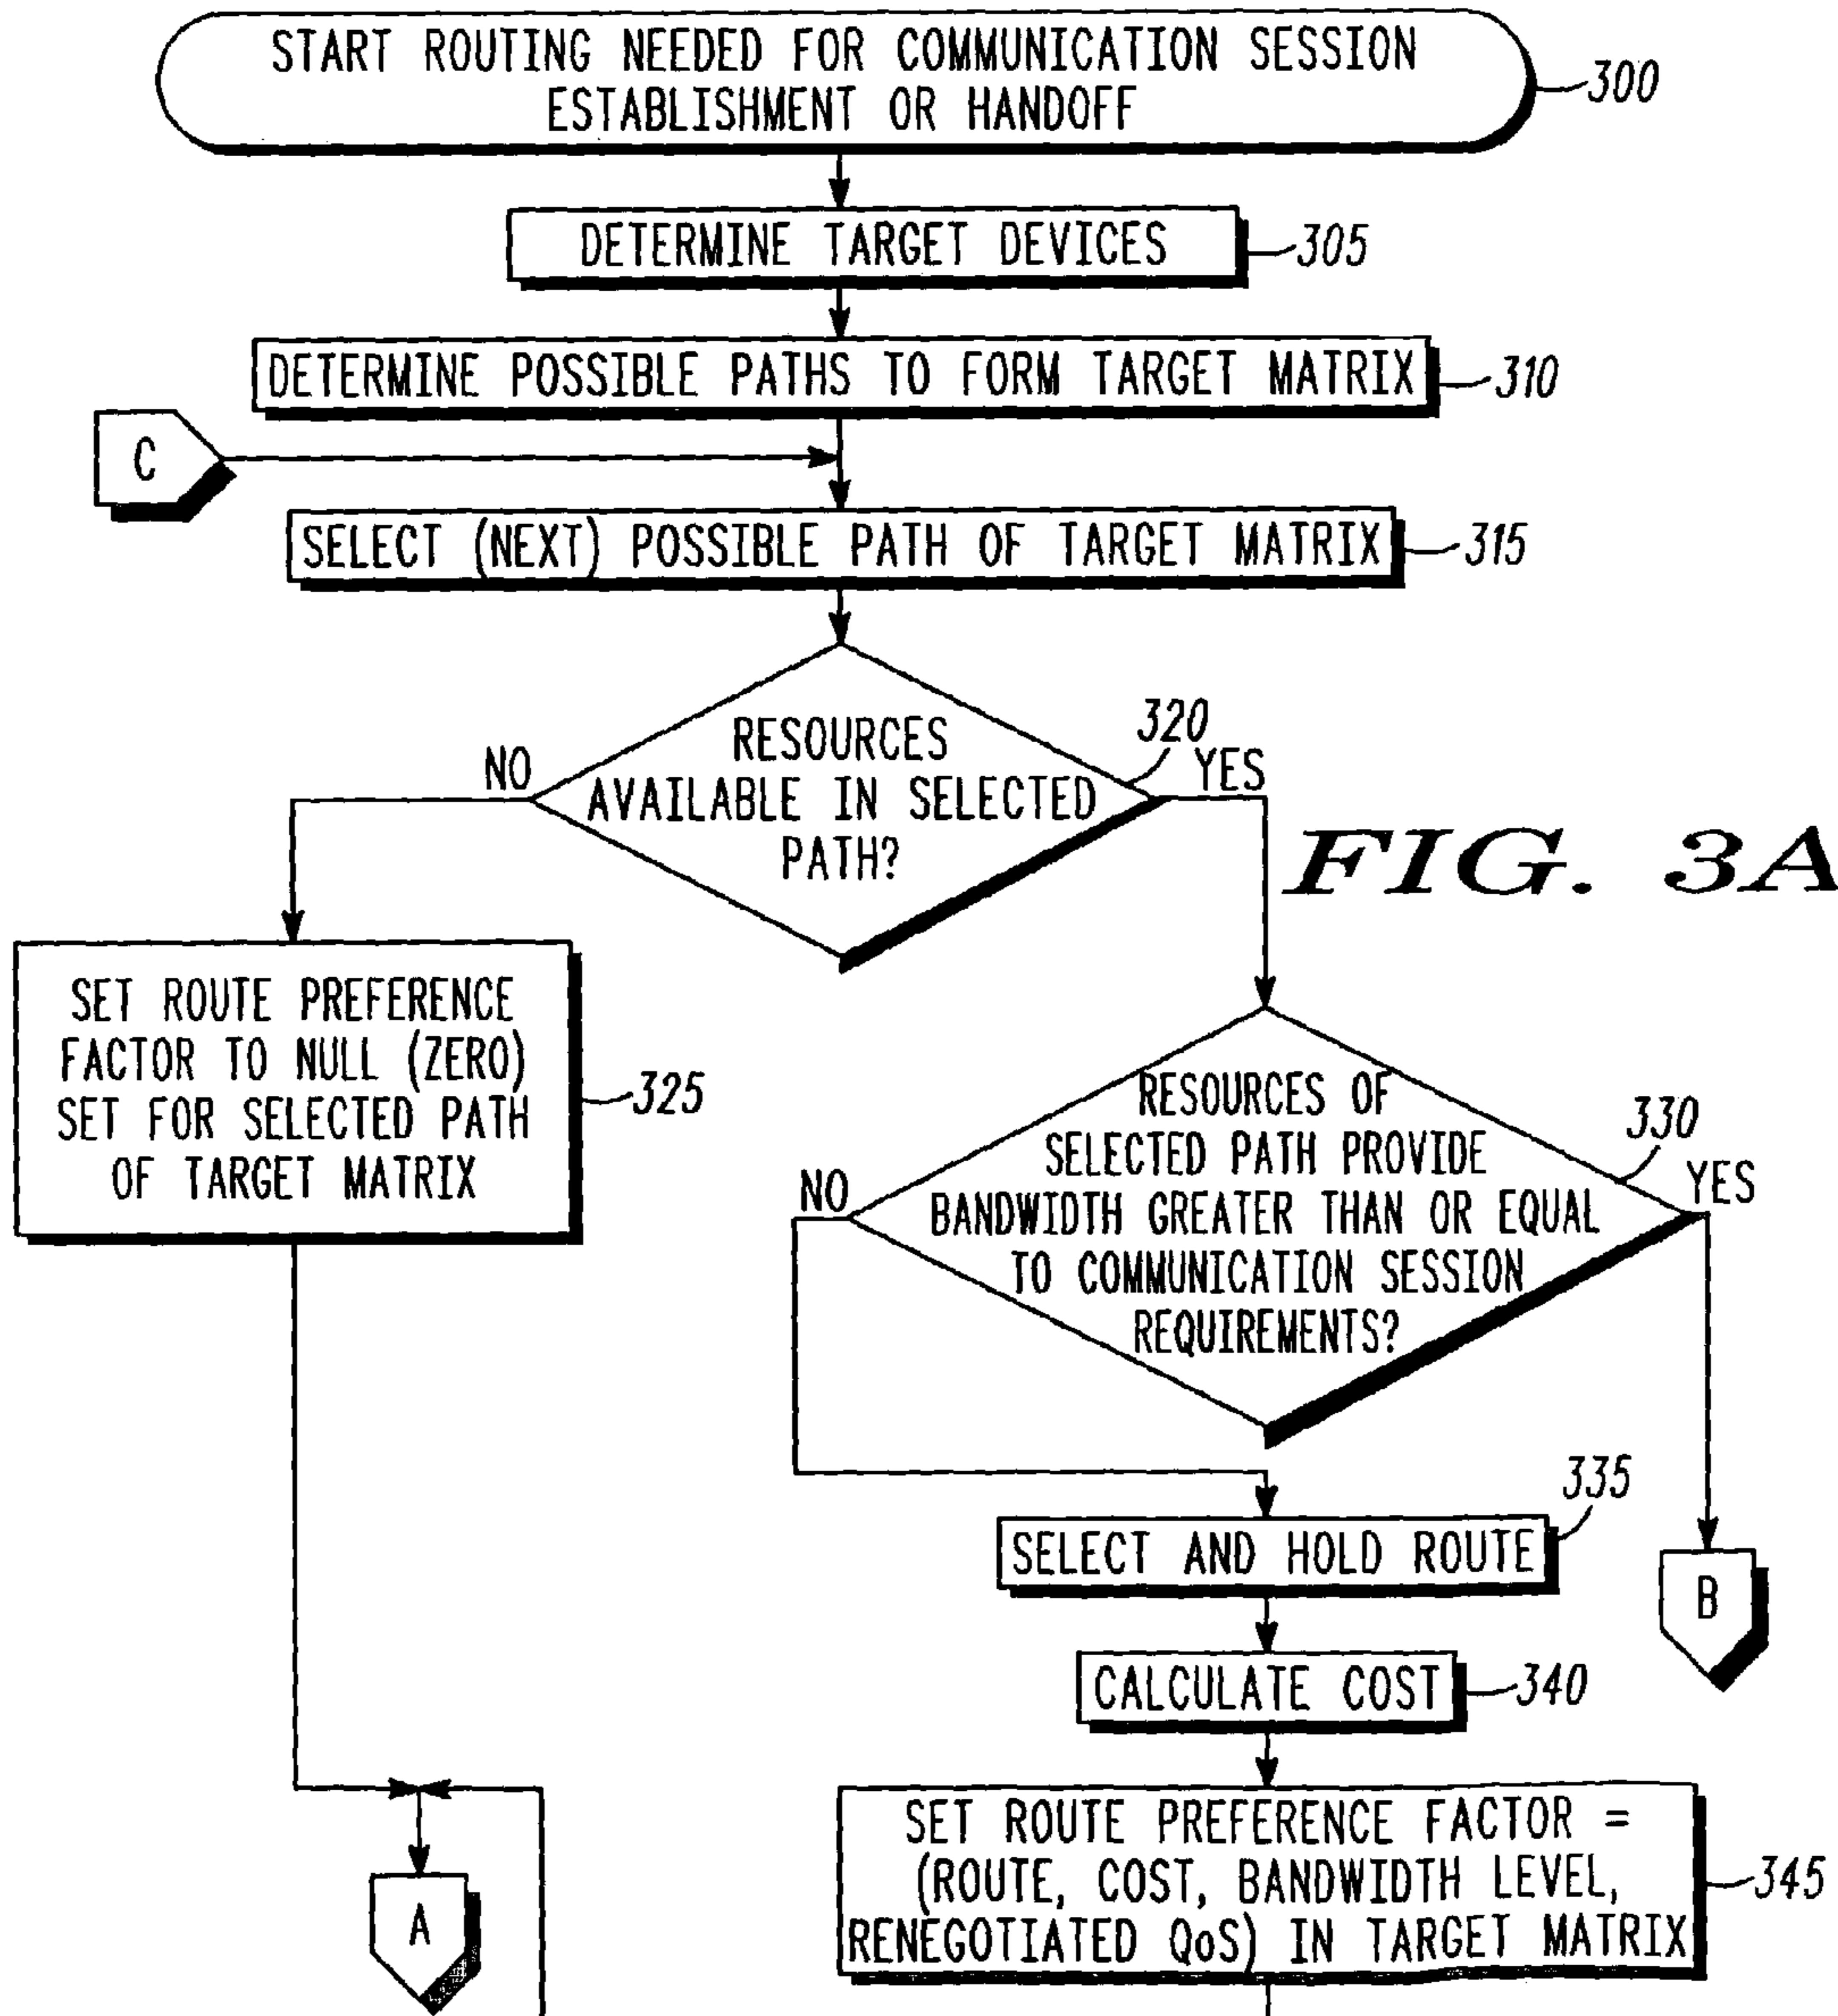 START ROUTING NEEDED FOR COMMUNICATION SESSION
ESTABLISHMENT OR HANDOFF
300
DETERMINE TARGET DEVICES
305
DETERMINE POSSIBLE PATHS TO FORM TARGET MATRIX
310
C
SELECT (NEXT) POSSIBLE PATH OF TARGET MATRIX
315
RESOURCES
AVAILABLE IN SELECTED
PATH?
320
NO
YES
FIG. 3A
SET ROUTE PREFERENCE
FACTOR TO NULL (ZERO)
SET FOR SELECTED PATH
OF TARGET MATRIX
325
RESOURCES OF
SELECTED PATH PROVIDE
BANDWIDTH GREATER THAN OR EQUAL
TO COMMUNICATION SESSION
REQUIREMENTS?
330
NO
YES
SELECT AND HOLD ROUTE
335
B
CALCULATE COST
340
SET ROUTE PREFERENCE FACTOR =
(ROUTE, COST, BANDWIDTH LEVEL,
RENEGOTIATED QoS) IN TARGET MATRIX
345
A